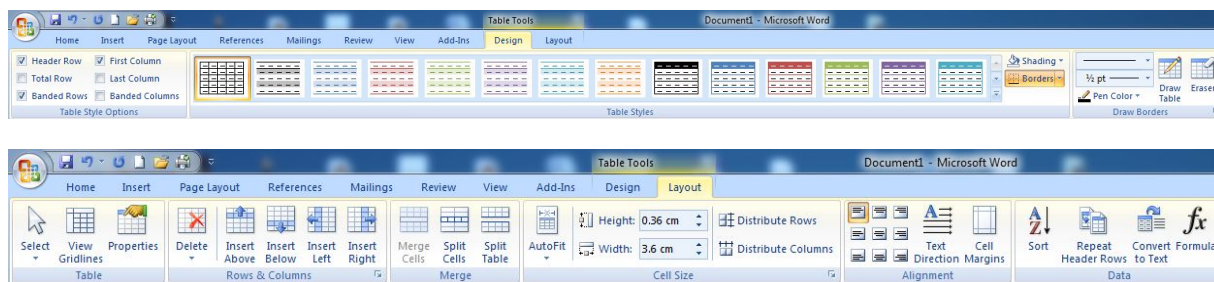 Table Tools Document1 - Microsoft Word
Home Insert Page Layout References Mailings Review View Add-Ins Design Layout
Header Row First Column
Total Row Last Column
Banded Rows Banded Columns
Table Style Options
Table Styles
Shading
Borders
½ pt
Pen Color
Draw Table
Eraser
Draw Borders
Table Tools Document1 - Microsoft Word
Home Insert Page Layout References Mailings Review View Add-Ins Design Layout
Select
View Gridlines
Properties
Table
Delete
Insert Above
Insert Below
Insert Left
Insert Right
Rows & Columns
Merge Cells
Split Cells
Split Table
Merge
AutoFit
Height: 0.36 cm
Width: 3.6 cm
Distribute Rows
Distribute Columns
Cell Size
Text Direction
Cell Margins
Alignment
A
Z
Sort
Repeat Header Rows
Convert to Text
fx
Formula
Data